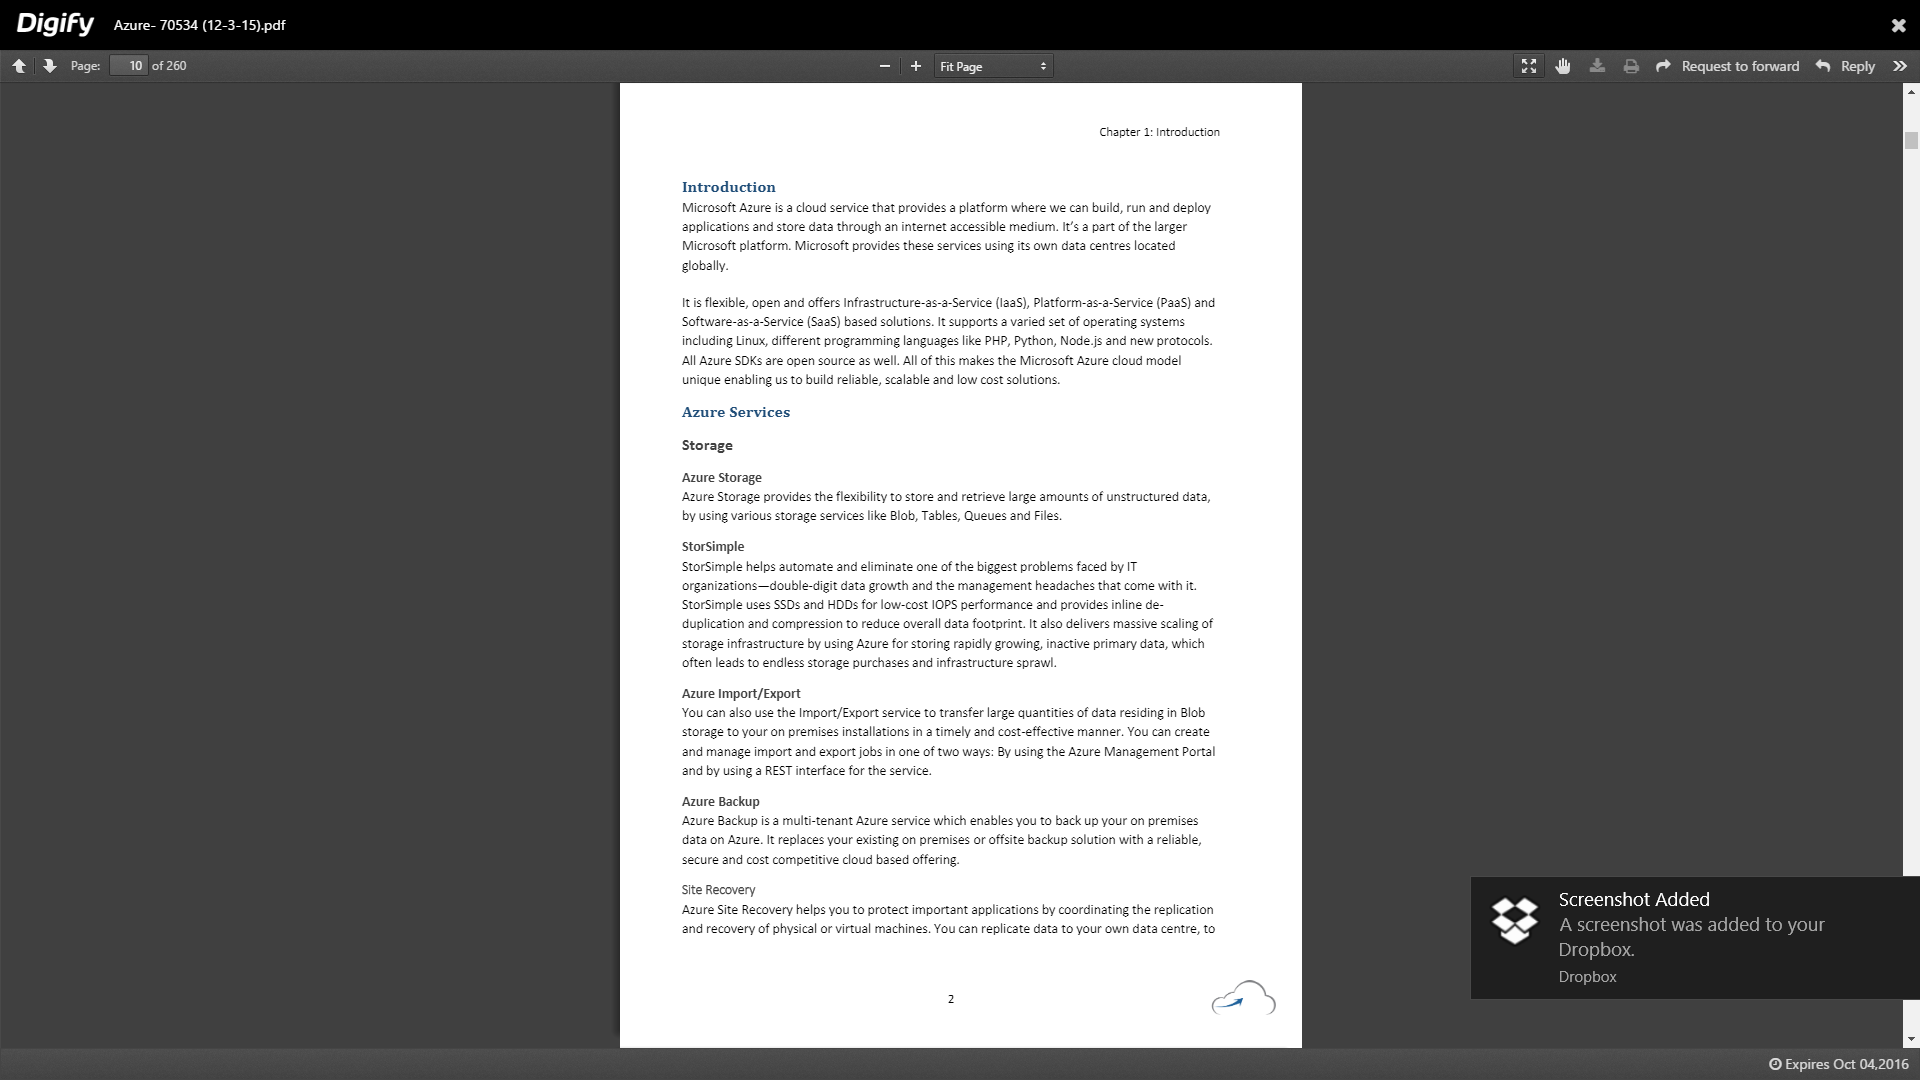 Digify Azure- 70534 (12-3-15).pdf
Page: 10 of 260 Fit Page Request to forward Reply
Chapter 1: Introduction
Introduction
Microsoft Azure is a cloud service that provides a platform where we can build, run and deploy
applications and store data through an internet accessible medium. It’s a part of the larger
Microsoft platform. Microsoft provides these services using its own data centres located
globally.
It is flexible, open and offers Infrastructure-as-a-Service (IaaS), Platform-as-a-Service (PaaS) and
Software-as-a-Service (SaaS) based solutions. It supports a varied set of operating systems
including Linux, different programming languages like PHP, Python, Node.js and new protocols.
All Azure SDKs are open source as well. All of this makes the Microsoft Azure cloud model
unique enabling us to build reliable, scalable and low cost solutions.
Azure Services
Storage
Azure Storage
Azure Storage provides the flexibility to store and retrieve large amounts of unstructured data,
by using various storage services like Blob, Tables, Queues and Files.
StorSimple
StorSimple helps automate and eliminate one of the biggest problems faced by IT
organizations—double-digit data growth and the management headaches that come with it.
StorSimple uses SSDs and HDDs for low-cost IOPS performance and provides inline de-
duplication and compression to reduce overall data footprint. It also delivers massive scaling of
storage infrastructure by using Azure for storing rapidly growing, inactive primary data, which
often leads to endless storage purchases and infrastructure sprawl.
Azure Import/Export
You can also use the Import/Export service to transfer large quantities of data residing in Blob
storage to your on premises installations in a timely and cost-effective manner. You can create
and manage import and export jobs in one of two ways: By using the Azure Management Portal
and by using a REST interface for the service.
Azure Backup
Azure Backup is a multi-tenant Azure service which enables you to back up your on premises
data on Azure. It replaces your existing on premises or offsite backup solution with a reliable,
secure and cost competitive cloud based offering.
Site Recovery
Azure Site Recovery helps you to protect important applications by coordinating the replication
and recovery of physical or virtual machines. You can replicate data to your own data centre, to
2
Screenshot Added
A screenshot was added to your
Dropbox.
Dropbox
Expires Oct 04,2016